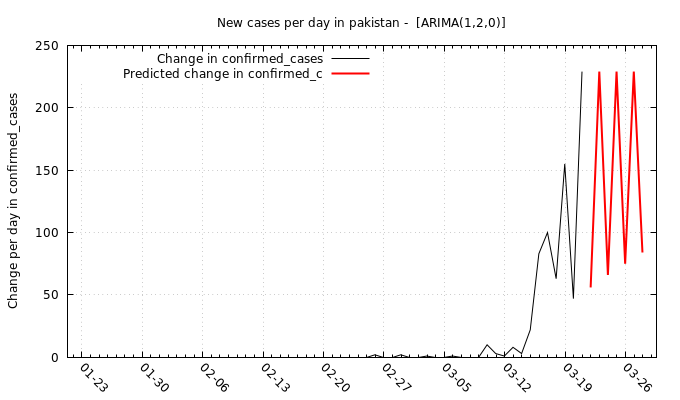 New cases per day in pakistan -  [ARIMA(1,2,0)]
Change in confirmed_cases
Predicted change in confirmed_c
Change per day in confirmed_cases
250
200
150
100
50
0
01-23 01-30 02-06 02-13 02-20 02-27 03-05 03-12 03-19 03-26